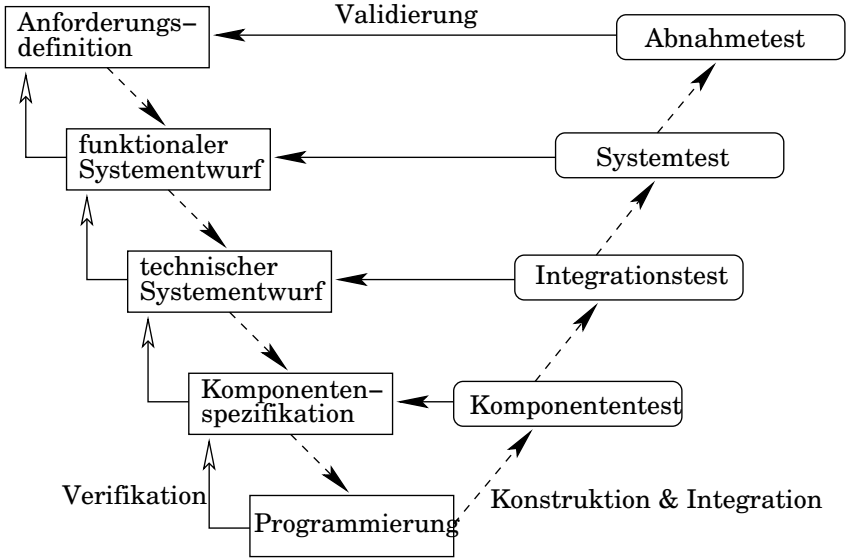 Validierung
Anforderungs–
definition
Abnahmetest
funktionaler
Systementwurf
Systemtest
technischer
Systementwurf
Integrationstest
Komponenten–
spezifikation
Komponententest
Verifikation
Programmierung
Konstruktion & Integration